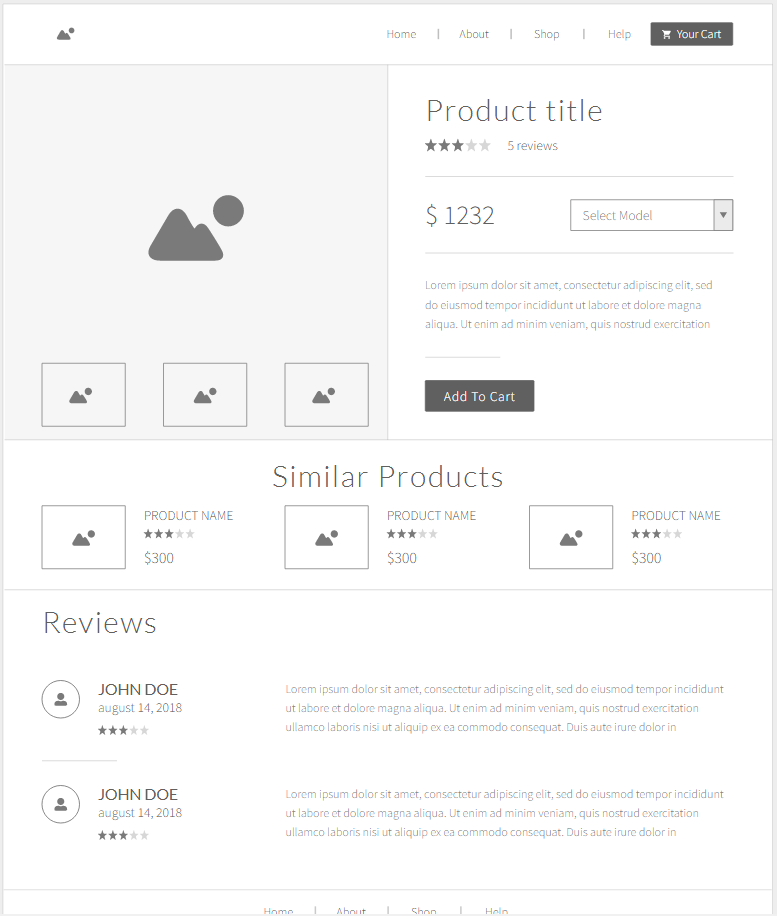 Home | About | Shop | Help Your Cart
Product title
5 reviews
$ 1232 Select Model
Lorem ipsum dolor sit amet, consectetur adipiscing elit, sed
do eiusmod tempor incididunt ut labore et dolore magna
aliqua. Ut enim ad minim veniam, quis nostrud exercitation
Add To Cart
Similar Products
PRODUCT NAME
$300
PRODUCT NAME
$300
PRODUCT NAME
$300
Reviews
JOHN DOE
august 14, 2018
Lorem ipsum dolor sit amet, consectetur adipiscing elit, sed do eiusmod tempor incididunt
ut labore et dolore magna aliqua. Ut enim ad minim veniam, quis nostrud exercitation
ullamco laboris nisi ut aliquip ex ea commodo consequat. Duis aute irure dolor in
JOHN DOE
august 14, 2018
Lorem ipsum dolor sit amet, consectetur adipiscing elit, sed do eiusmod tempor incididunt
ut labore et dolore magna aliqua. Ut enim ad minim veniam, quis nostrud exercitation
ullamco laboris nisi ut aliquip ex ea commodo consequat. Duis aute irure dolor in
Home | About | Shop | Help